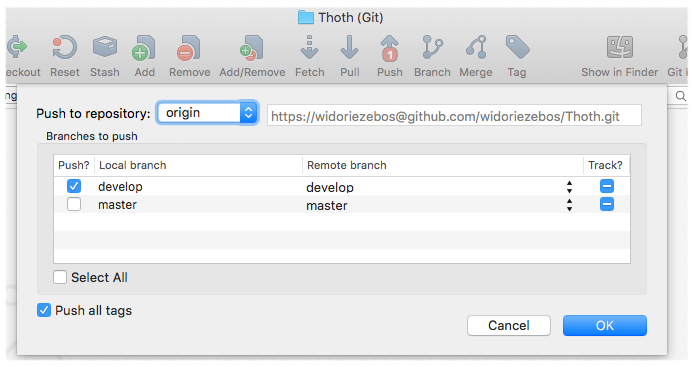 Thoth (Git)
eckout Reset Stash Add Remove Add/Remove Fetch Pull Push Branch Merge Tag Show in Finder Git
1
Push to repository: origin https://widoriezebos@github.com/widoriezebos/Thoth.git
Branches to push
Push? Local branch Remote branch Track?
develop develop
master master
Select All
Push all tags
Cancel OK